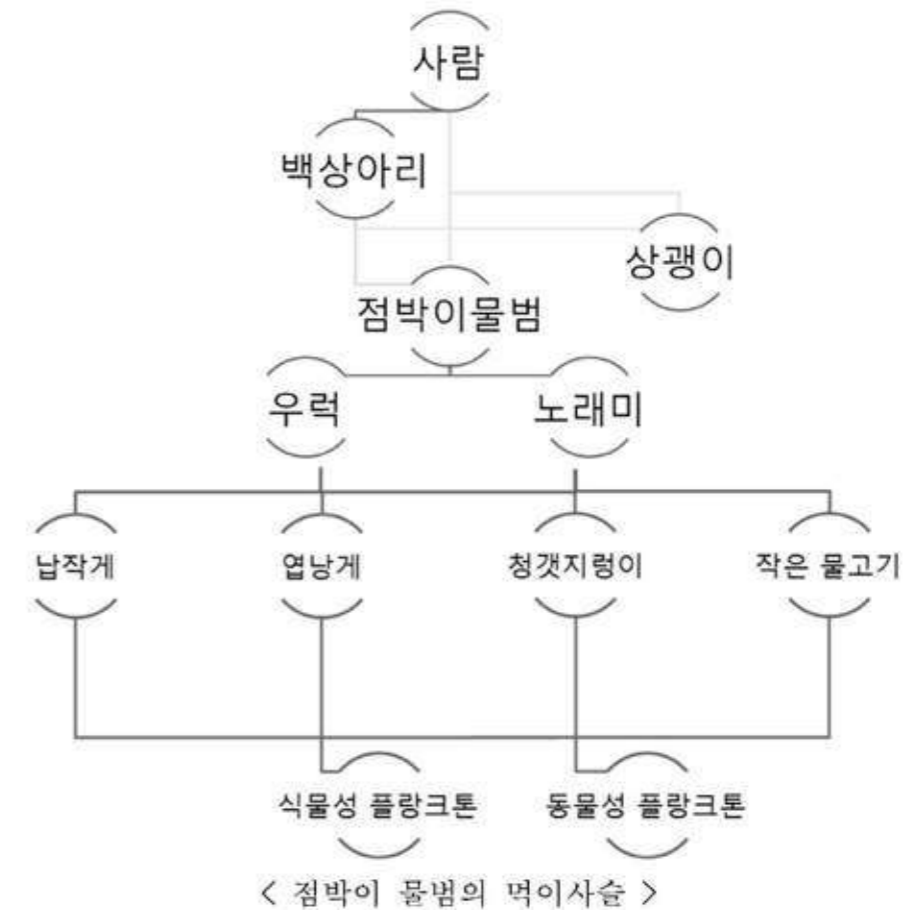 사람
백상아리
상괭이
점박이물범
우럭
노래미
납작게
엽낭게
청갯지렁이
작은 물고기
식물성 플랑크톤
동물성 플랑크톤
< 점박이 물범의 먹이사슬 >